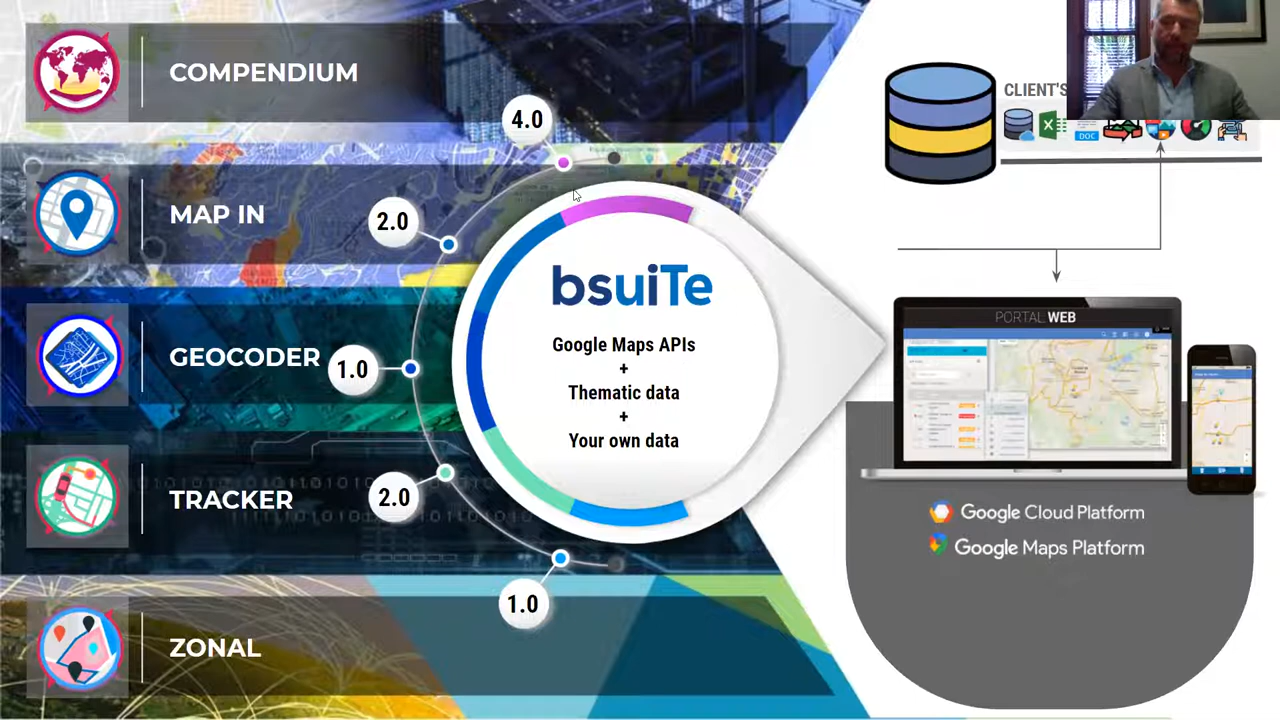 COMPENDIUM
4.0
MAP IN
2.0
GEOCODER
1.0
TRACKER
2.0
1.0
ZONAL
bsuiTe
Google Maps APIs
+
Thematic data
+
Your own data
CLIENT'S
DOC
PORTAL WEB
Google Cloud Platform
Google Maps Platform